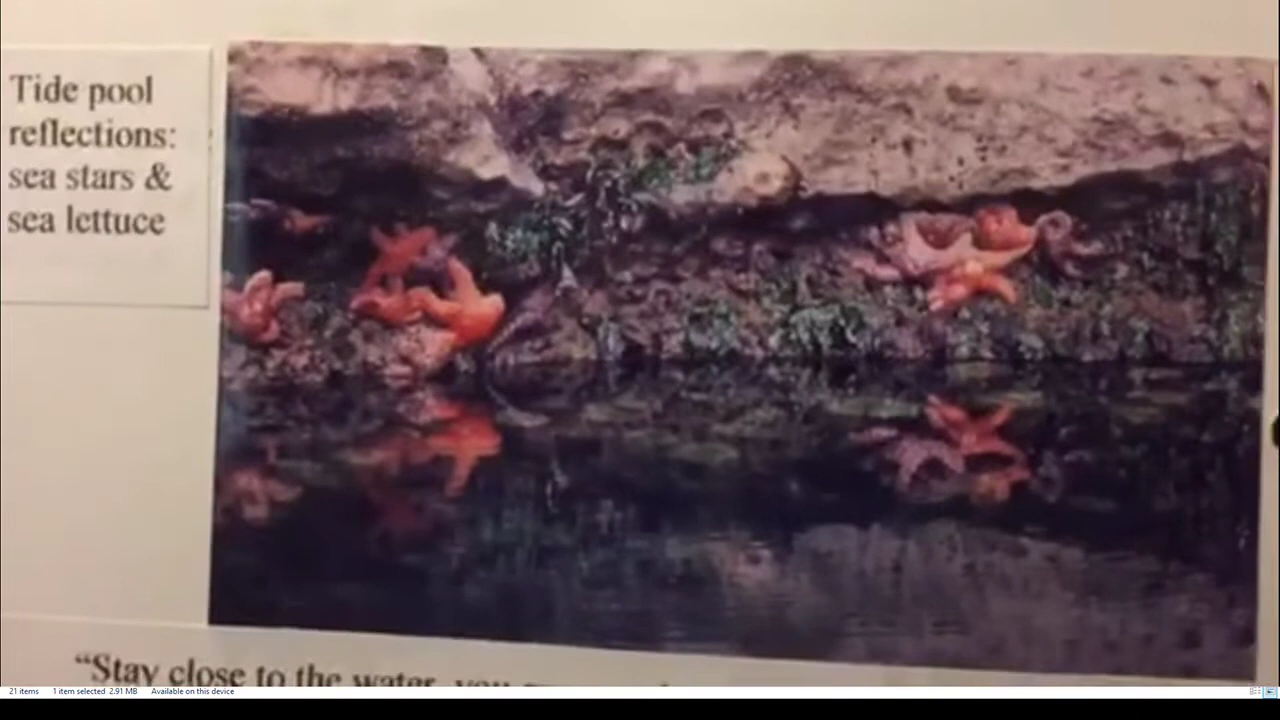 Tide pool
reflections:
sea stars &
sea lettuce
“Stay close to the water, you
21 items 1 item selected 2.91 MB Available on this device